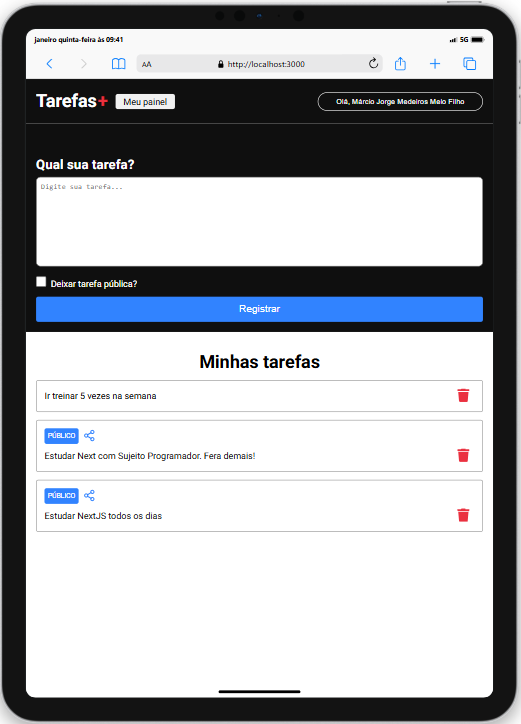 janeiro quinta-feira às 09:41
5G
AA
http://localhost:3000
Tarefas+
Meu painel
Olá, Márcio Jorge Medeiros Melo Filho
Qual sua tarefa?
Digite sua tarefa...
Deixar tarefa pública?
Registrar
Minhas tarefas
Ir treinar 5 vezes na semana
PÚBLICO
Estudar Next com Sujeito Programador. Fera demais!
PÚBLICO
Estudar NextJS todos os dias